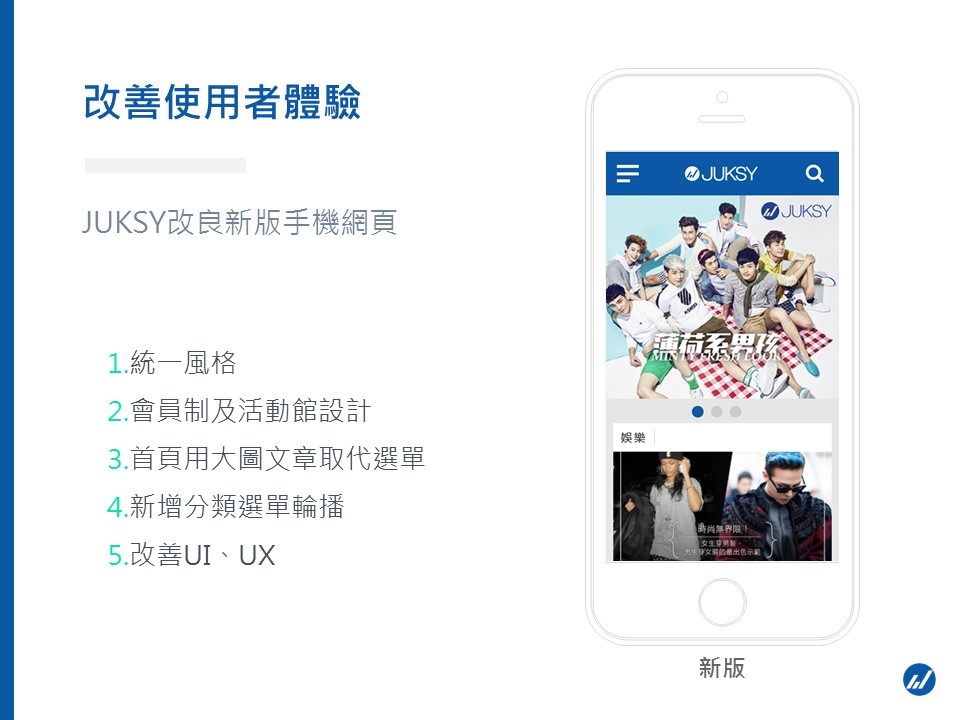 改善使用者體驗
JUKSY改良新版手機網頁
1.統一風格
2.會員制及活動館設計
3.首頁用大圖文章取代選單
4.新增分類選單輪播
5.改善UI、UX
JUKSY
JUKSY
薄荷系男孩
MINTY FRESH LOOK
娛樂
時尚無界限！
女生穿男裝、
男生穿女裝的最出色示範
新版